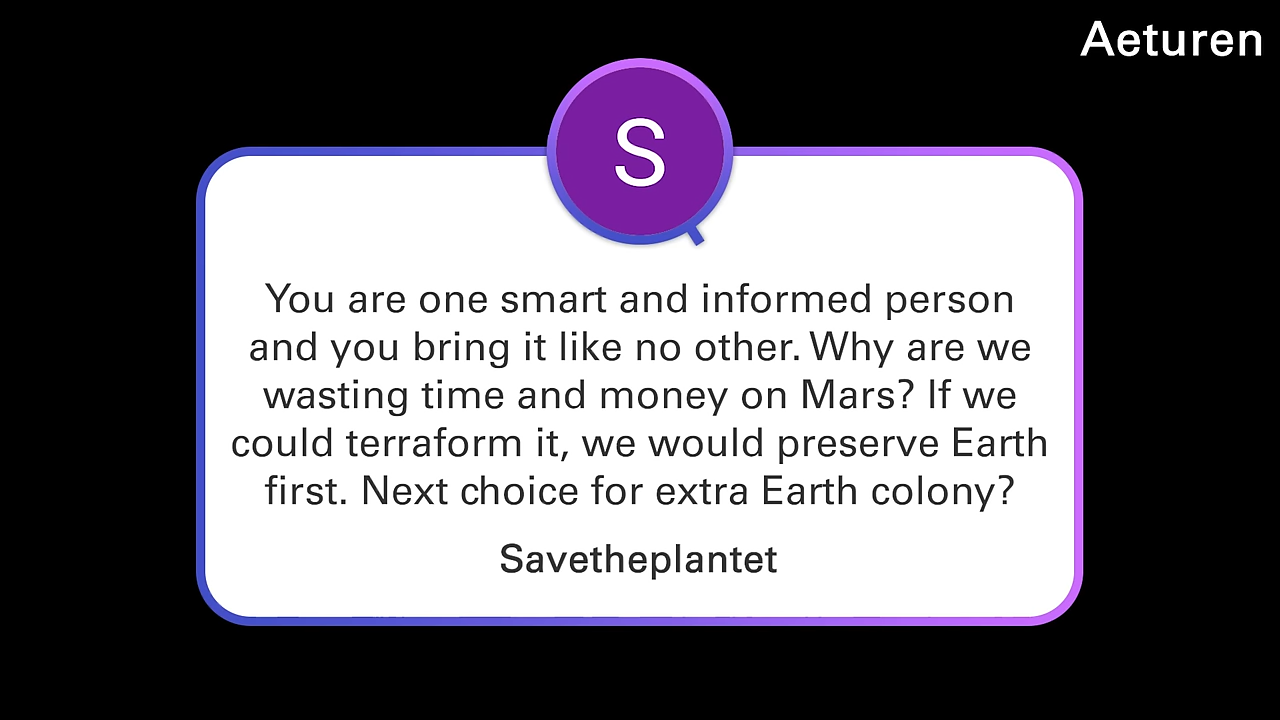 Aeturen
S
You are one smart and informed person
and you bring it like no other. Why are we
wasting time and money on Mars? If we
could terraform it, we would preserve Earth
first. Next choice for extra Earth colony?
Savetheplantet